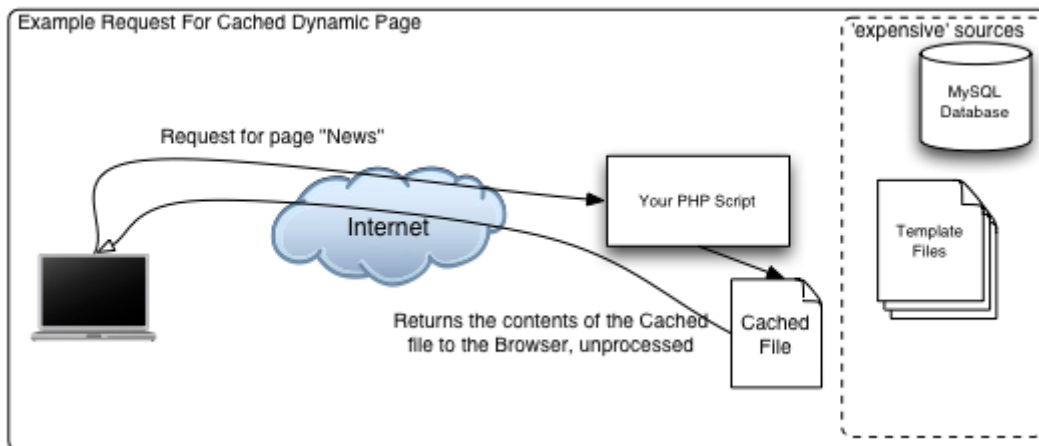 Example Request For Cached Dynamic Page
'expensive' sources
MySQL
Database
Request for page "News"
Your PHP Script
Internet
Template
Files
Returns the contents of the Cached
file to the Browser, unprocessed
Cached
File